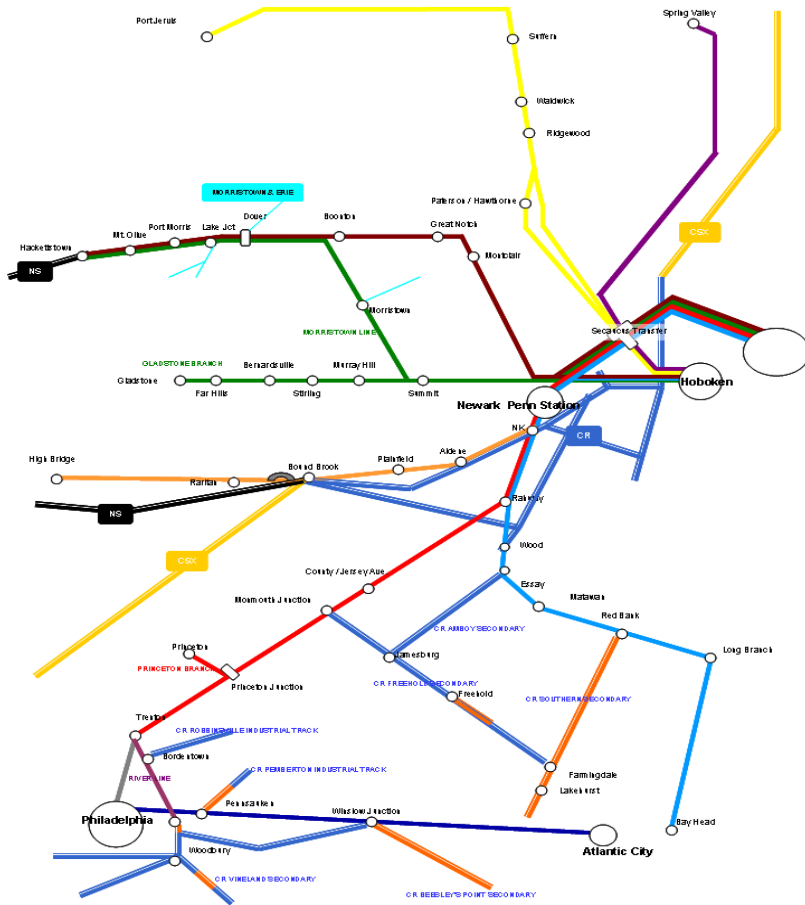 Port Jervis
Spring Valley
Suffern
Waldwick
Ridgewood
MORRISTOWN & ERIE
Paterson / Hawthorne
Dover
Boonton
Great Notch
Port Morris
Lake Jct
Mt. Olive
Hackettstown
CSX
Montclair
NS
Morristown
MORRISTOWN LINE
Secaucus Transfer
GLADSTONE BRANCH
Bernardsville
Murray Hill
Gladstone
Far Hills
Stirling
Summit
Hoboken
Newark Penn Station
NK
CR
High Bridge
Bound Brook
Plainfield
Aldene
Raritan
Rahway
NS
Wood
CSX
County / Jersey Ave
Essay
Monmouth Junction
Matawan
Red Bank
CR AMBOY SECONDARY
Princeton
Jamesburg
Long Branch
PRINCETON BRANCH
Princeton Junction
CR FREEHOLD SECONDARY
Freehold
CR SOUTHERN SECONDARY
Trenton
CR ROBBINSVILLE INDUSTRIAL TRACK
Bordentown
CR PEMBERTON INDUSTRIAL TRACK
Farmingdale
RIVER LINE
Lakehurst
Pennsauken
Winslow Junction
Philadelphia
Bay Head
Woodbury
Atlantic City
CR VINELAND SECONDARY
CR BEESLEY'S POINT SECONDARY